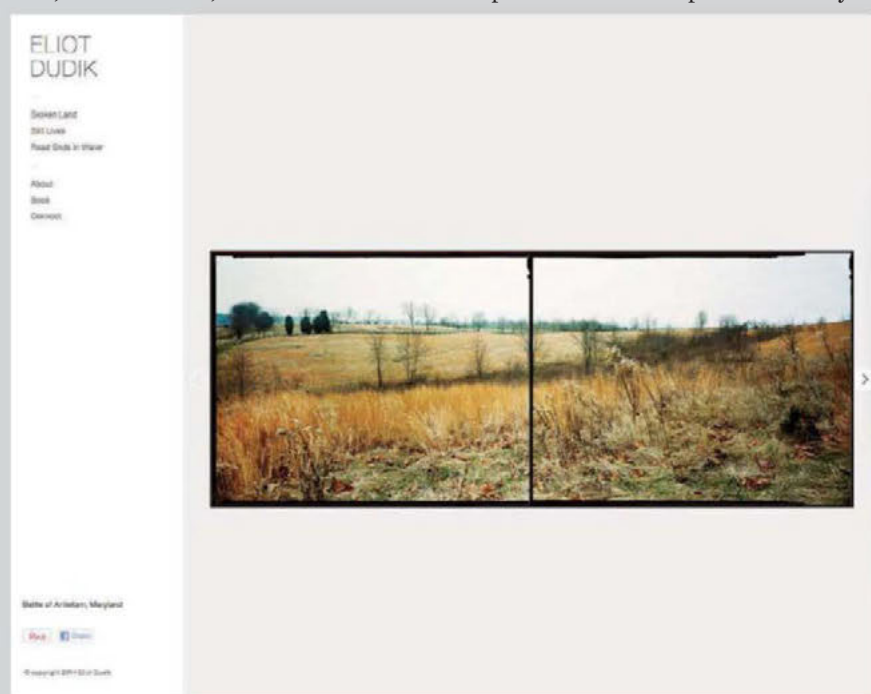 ELIOT
DUDIK
Broken Land
Still Lives
Road Ends in Water
About
Book
Connect
Battle of Antietam, Maryland
Pin it
Share